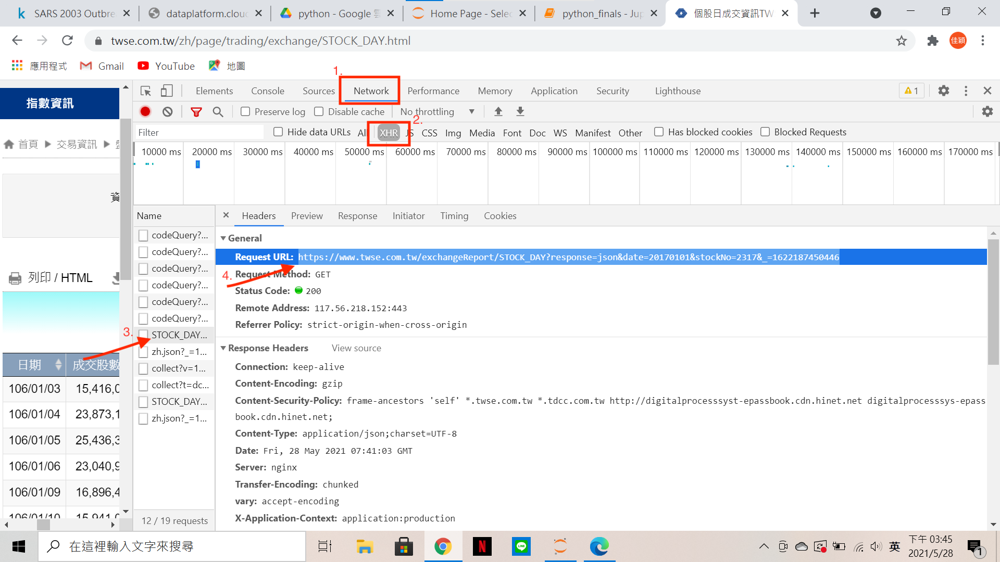 SARS 2003 Outbre
dataplatform.cloud
python - Google 雲
Home Page - Selec
python_finals - Jup
個股日成交資訊TW
twse.com.tw/zh/page/trading/exchange/STOCK_DAY.html
佳穎
應用程式
Gmail
YouTube
地圖
1.
指數資訊
Elements
Console
Sources
Network
Performance
Memory
Application
Security
Lighthouse
1
Preserve log
Disable cache
No throttling
2.
Filter
Hide data URLs
All
XHR
JS
CSS
Img
Media
Font
Doc
WS
Manifest
Other
Has blocked cookies
Blocked Requests
首頁
交易資訊
10000 ms
20000 ms
30000 ms
40000 ms
50000 ms
60000 ms
70000 ms
80000 ms
90000 ms
100000 ms
110000 ms
120000 ms
130000 ms
140000 ms
150000 ms
160000 ms
170000 ms
資
列印 / HTML
日期
成交股數
106/01/03 15,416,0
106/01/04 23,873,1
106/01/05 25,436,3
106/01/06 23,040,9
106/01/09 16,896,4
106/01/10 15,941,0
Name
codeQuery?...
codeQuery?...
codeQuery?...
codeQuery?...
codeQuery?...
codeQuery?...
3.
STOCK_DAY...
zh.json?_=1...
collect?v=1...
collect?t=dc...
STOCK_DAY...
zh.json?_=1...
12 / 19 requests
Headers
Preview
Response
Initiator
Timing
Cookies
General
Request URL: https://www.twse.com.tw/exchangeReport/STOCK_DAY?response=json&date=20170101&stockNo=2317&_=1622187450446
4.
Request Method: GET
Status Code: 200
Remote Address: 117.56.218.152:443
Referrer Policy: strict-origin-when-cross-origin
Response Headers
View source
Connection: keep-alive
Content-Encoding: gzip
Content-Security-Policy: frame-ancestors 'self' *.twse.com.tw *.tdcc.com.tw http://digitalprocesssyst-epassbook.cdn.hinet.net digitalprocesssys-epass
book.cdn.hinet.net;
Content-Type: application/json;charset=UTF-8
Date: Fri, 28 May 2021 07:41:03 GMT
Server: nginx
Transfer-Encoding: chunked
vary: accept-encoding
X-Application-Context: application:production
在這裡輸入文字來搜尋
N
LINE
英
下午 03:45
2021/5/28
1